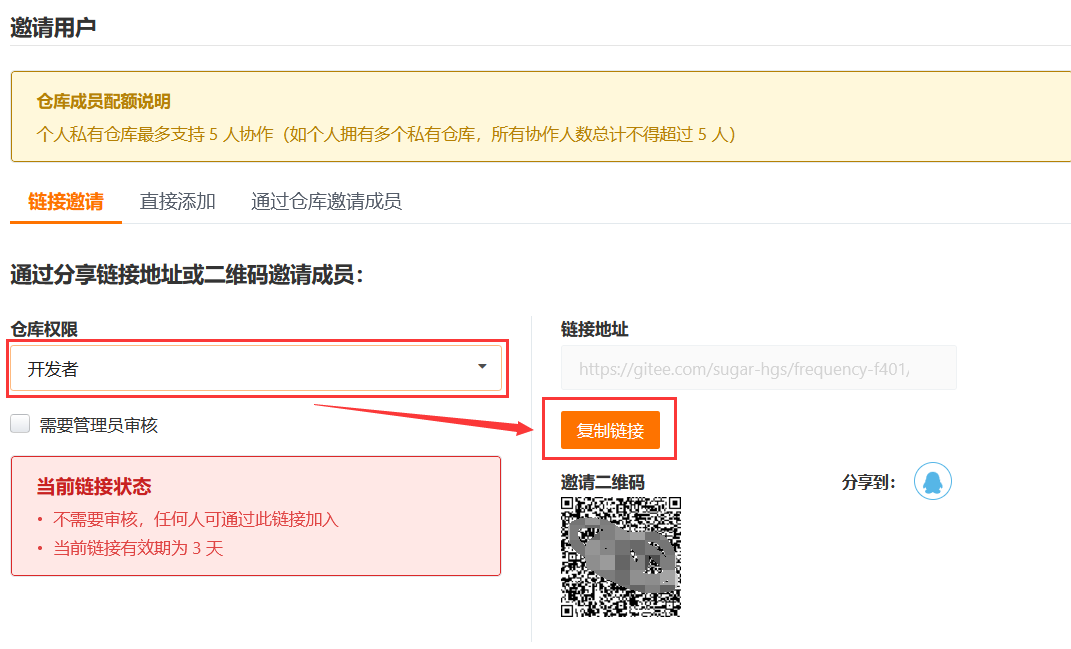 邀请用户
仓库成员配额说明
个人私有仓库最多支持 5 人协作（如个人拥有多个私有仓库，所有协作人数总计不得超过 5 人）
链接邀请 直接添加 通过仓库邀请成员
通过分享链接地址或二维码邀请成员：
仓库权限
开发者
需要管理员审核
当前链接状态
• 不需要审核，任何人可通过此链接加入
• 当前链接有效期为 3 天
链接地址
https://gitee.com/sugar-hgs/frequency-f401/
复制链接
邀请二维码
分享到：